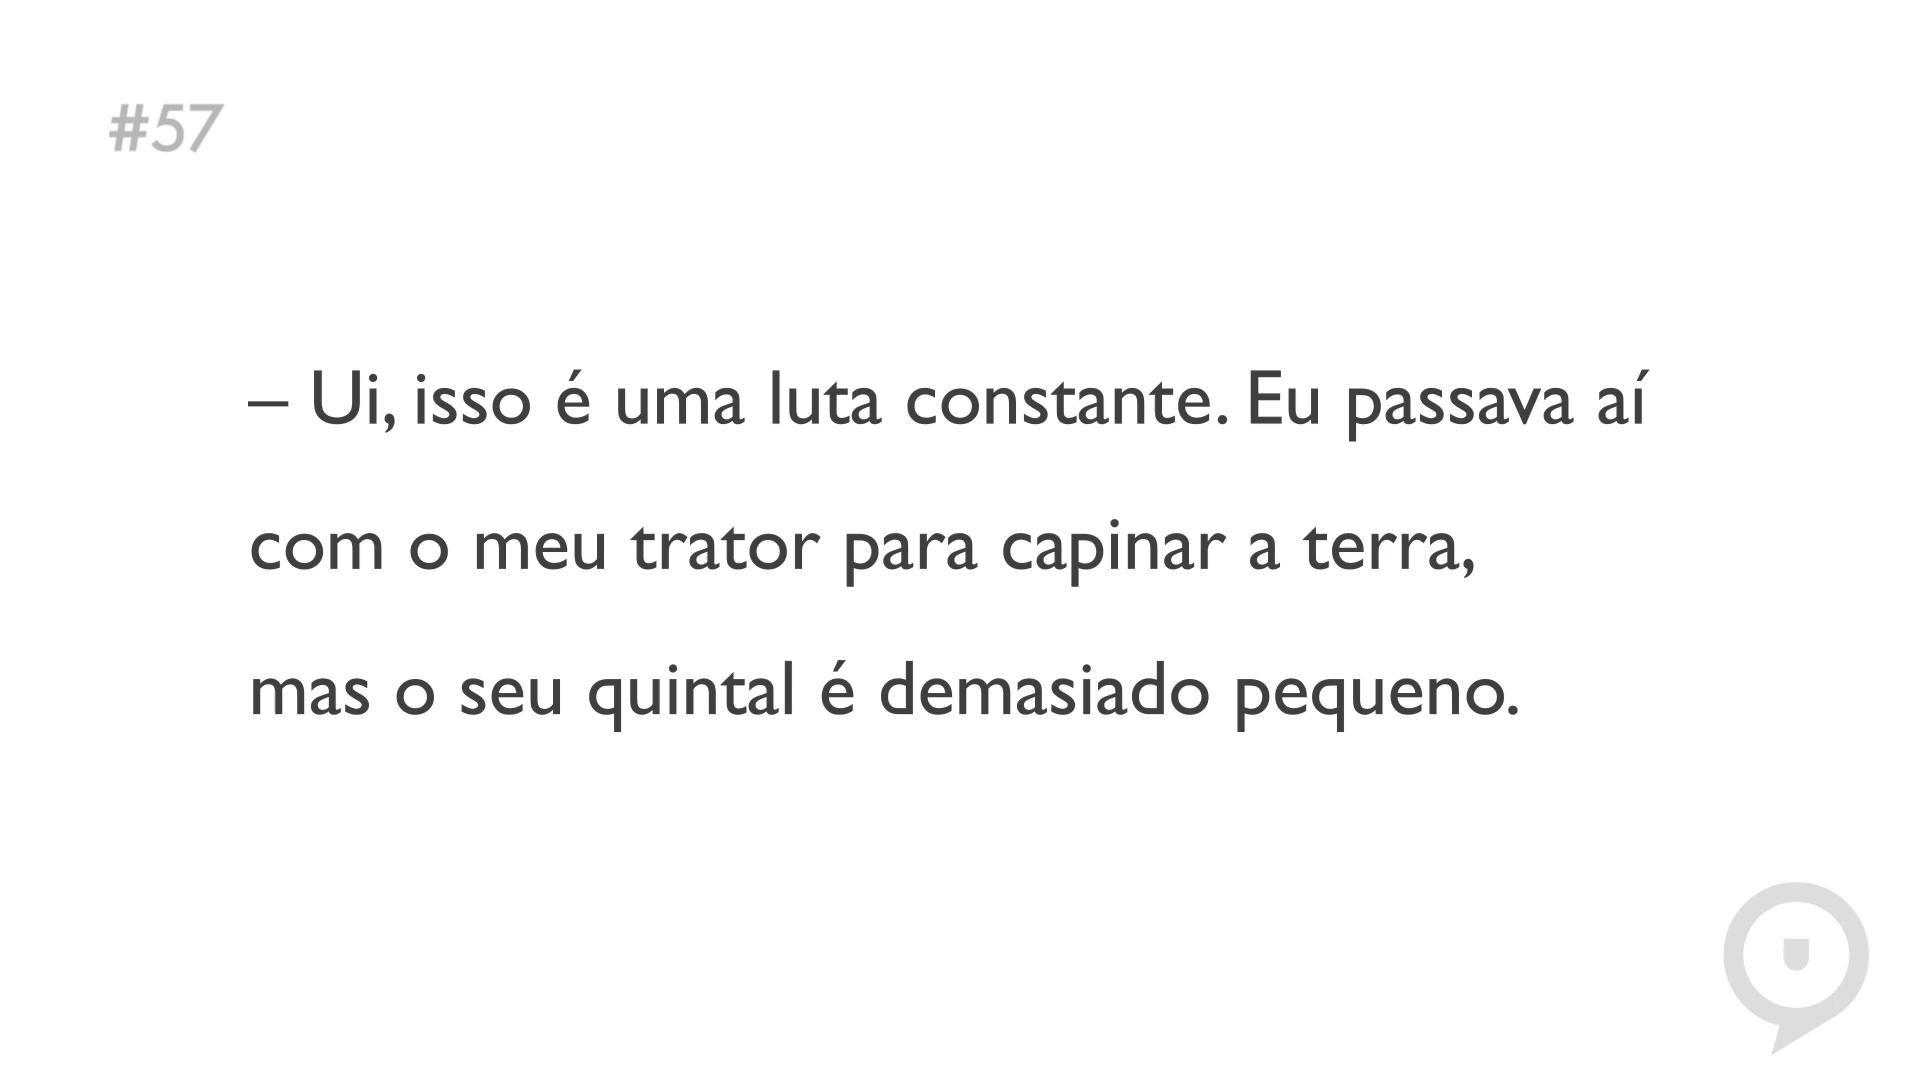 #57
– Ui, isso é uma luta constante. Eu passava aí
com o meu trator para capinar a terra,
mas o seu quintal é demasiado pequeno.